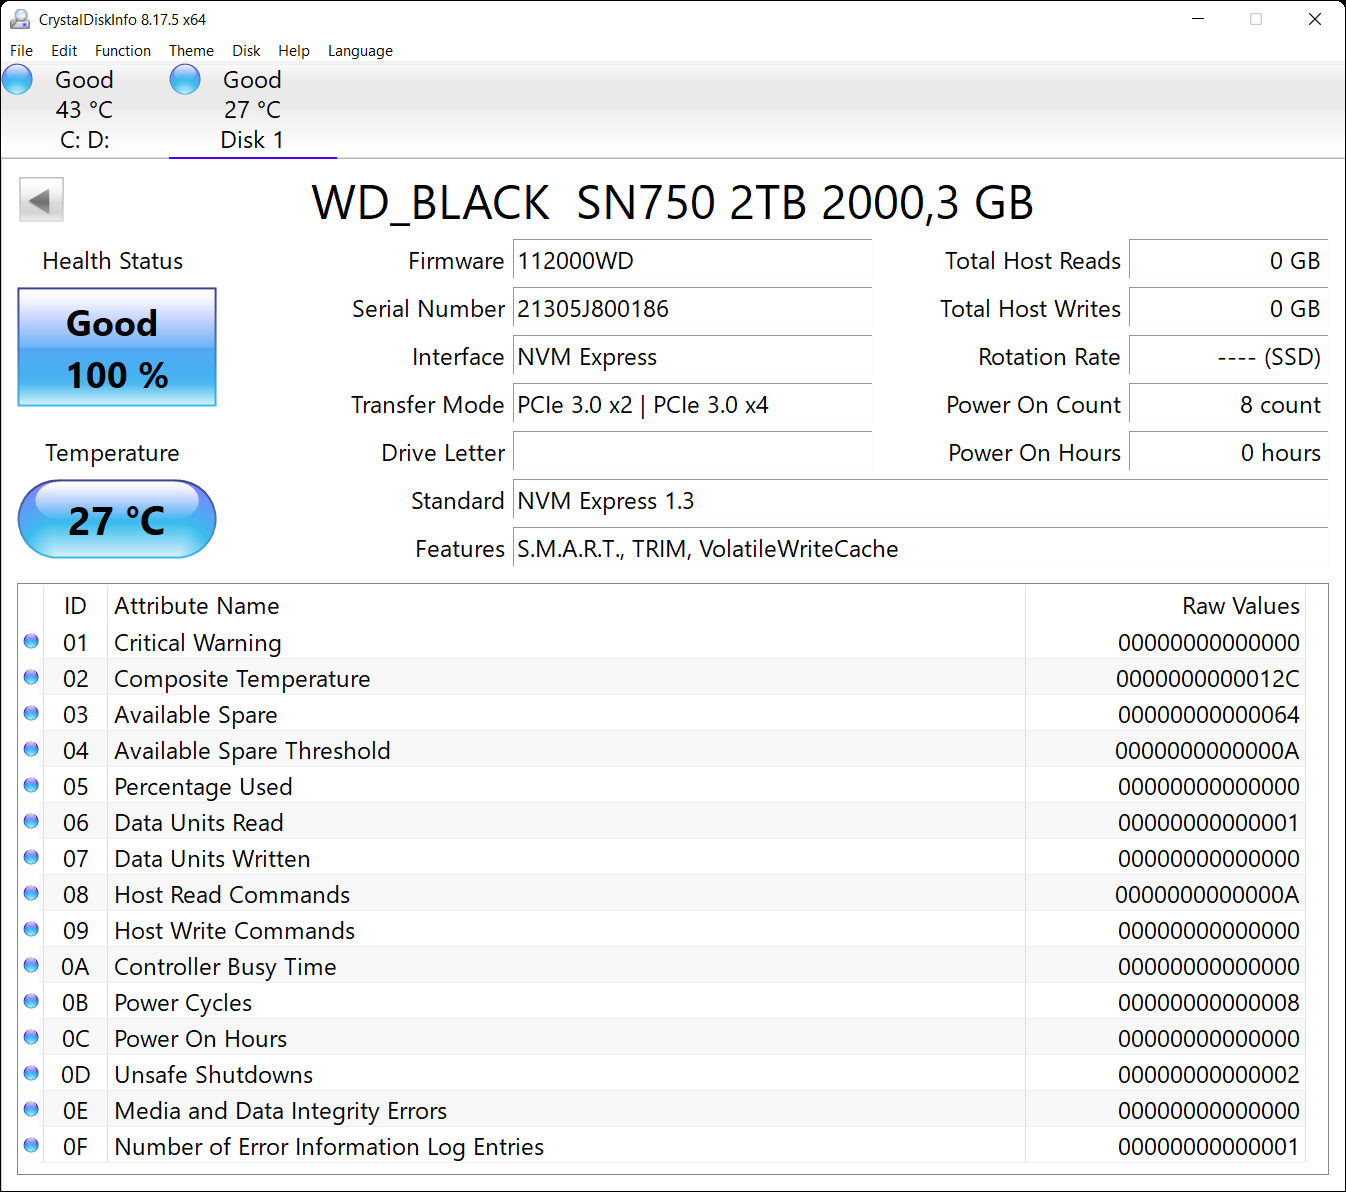 CrystalDiskInfo 8.17.5 x64
File Edit Function Theme Disk Help Language
Good Good
43 °C 27 °C
C: D: Disk 1
WD_BLACK SN750 2TB 2000,3 GB
Health Status
Good
100 %
Temperature
27 °C
Firmware 112000WD
Serial Number 21305J800186
Interface NVM Express
Transfer Mode PCIe 3.0 x2 | PCIe 3.0 x4
Drive Letter
Standard NVM Express 1.3
Features S.M.A.R.T., TRIM, VolatileWriteCache
Total Host Reads 0 GB
Total Host Writes 0 GB
Rotation Rate ---- (SSD)
Power On Count 8 count
Power On Hours 0 hours
ID Attribute Name Raw Values
01 Critical Warning 00000000000000
02 Composite Temperature 0000000000012C
03 Available Spare 00000000000064
04 Available Spare Threshold 0000000000000A
05 Percentage Used 00000000000000
06 Data Units Read 00000000000001
07 Data Units Written 00000000000000
08 Host Read Commands 0000000000000A
09 Host Write Commands 00000000000000
0A Controller Busy Time 00000000000000
0B Power Cycles 00000000000008
0C Power On Hours 00000000000000
0D Unsafe Shutdowns 00000000000002
0E Media and Data Integrity Errors 00000000000000
0F Number of Error Information Log Entries 00000000000001